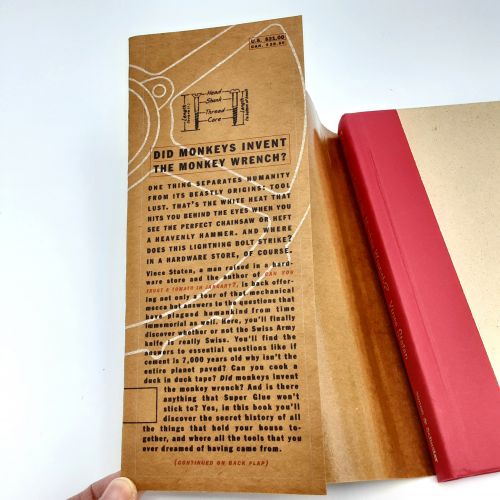 U.S. $21.00
CAN. $28.50
Head
Shank
Thread
Core
Length
Length
DID MONKEYS INVENT
THE MONKEY WRENCH?
ONE THING SEPARATES HUMANITY
FROM ITS BEASTLY ORIGINS: TOOL
LUST. THAT'S THE WHITE HEAT THAT
HITS YOU BEHIND THE EYES WHEN YOU
SEE THE PERFECT CHAINSAW OR HEFT
A HEAVENLY HAMMER. AND WHERE
DOES THIS LIGHTNING BOLT STRIKE?
IN A HARDWARE STORE, OF COURSE.
Vince Staten, a man raised in a hard-
ware store and the author of CAN YOU
TRUST A TOMATO IN JANUARY?, is back offer-
ing not only a tour of that mechanical
mecca but answers to the questions that
have plagued humankind from time
immemorial as well. Here, you'll finally
discover whether or not the Swiss Army
knife is really Swiss. You'll find the
answers to essential questions like if
cement is 7,000 years old why isn't the
entire planet paved? Can you cook a
duck in duck tape? Did monkeys invent
the monkey wrench? And is there
anything that Super Glue won't
stick to? Yes, in this book you'll
discover the secret history of all
the things that hold your house to-
gether, and where all the tools that you
ever dreamed of having came from.
(CONTINUED ON BACK FLAP)
Vince Staten
Simon & Schuster